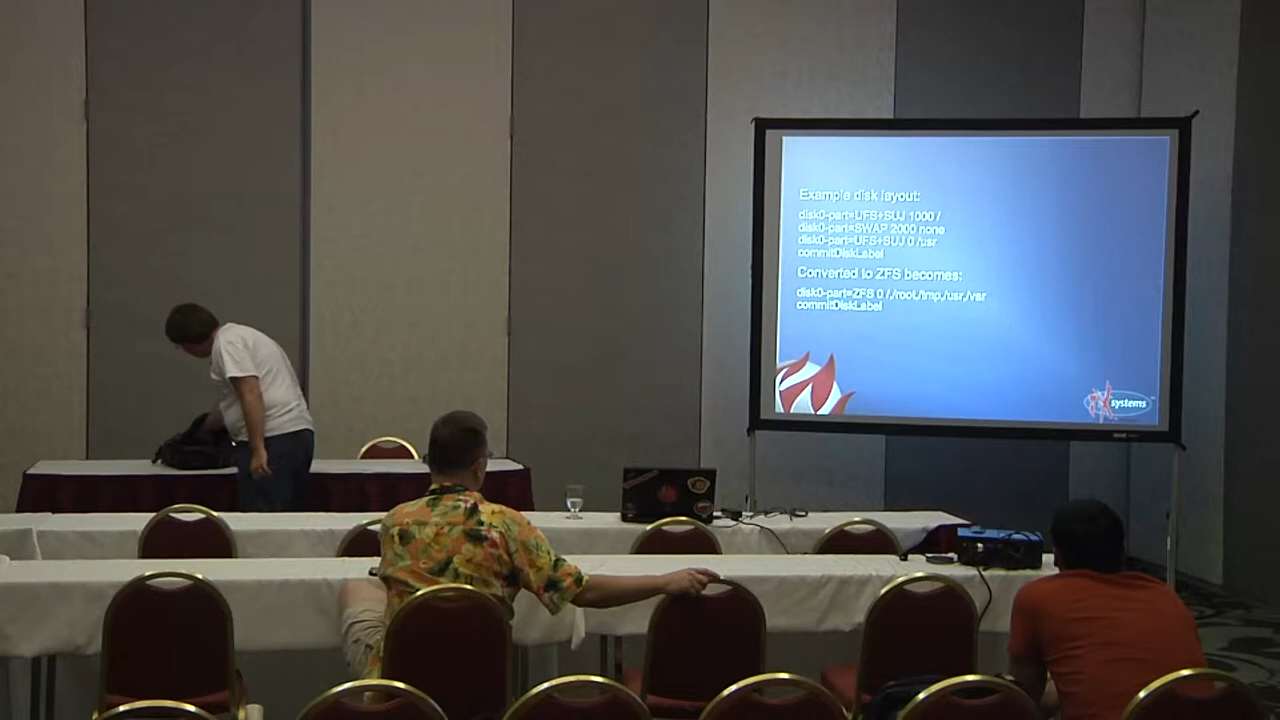 Example disk layout:
disk0-part=UFS+SUJ 1000 /
disk0-part=SWAP 2000 none
disk0-part=UFS+SUJ 0 /usr
commitDiskLabel
Converted to ZFS becomes:
disk0-part=ZFS 0 /,/root,/tmp,/usr,/var
commitDiskLabel
iX systems